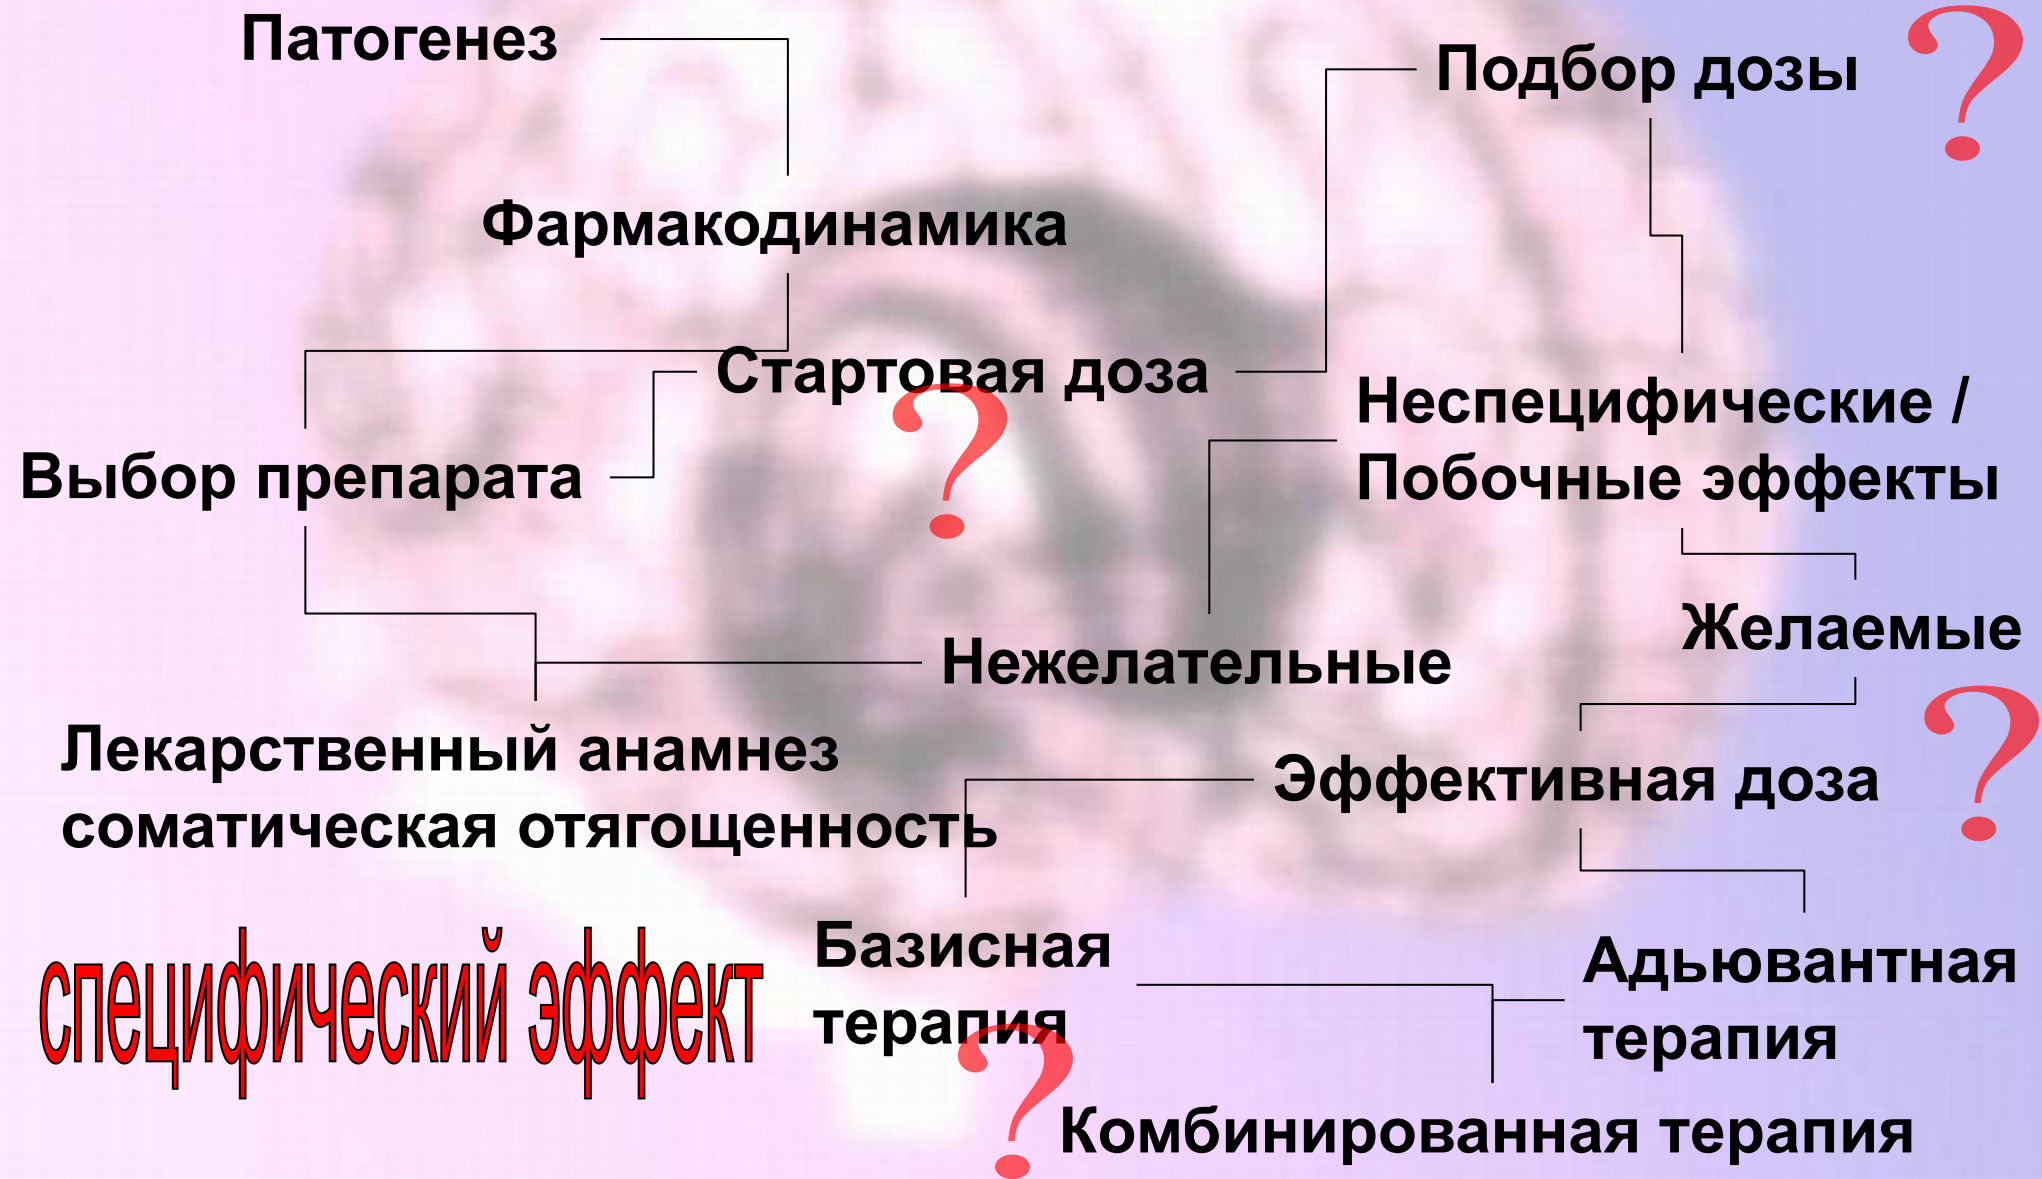 Патогенез
Подбор дозы
?
Фармакодинамика
Стартовая доза
?
Неспецифические /
Побочные эффекты
Выбор препарата
Желаемые
Нежелательные
?
Лекарственный анамнез
соматическая отягощенность
Эффективная доза
специфический эффект
Базисная
терапия
?
Адьювантная
терапия
Комбинированная терапия